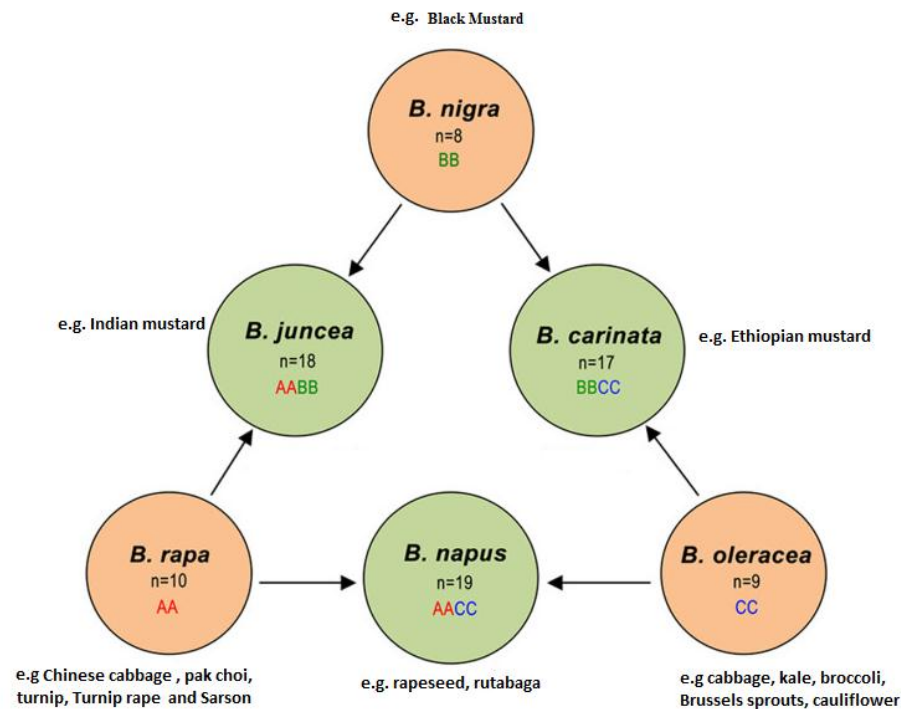 e.g. Black Mustard
B. nigra
n=8
BB
e.g. Indian mustard
B. juncea
n=18
AABB
B. carinata
n=17
BBCC
e.g. Ethiopian mustard
B. rapa
n=10
AA
B. napus
n=19
AACC
B. oleracea
n=9
CC
e.g Chinese cabbage , pak choi,
turnip, Turnip rape and Sarson
e.g. rapeseed, rutabaga
e.g cabbage, kale, broccoli,
Brussels sprouts, cauliflower